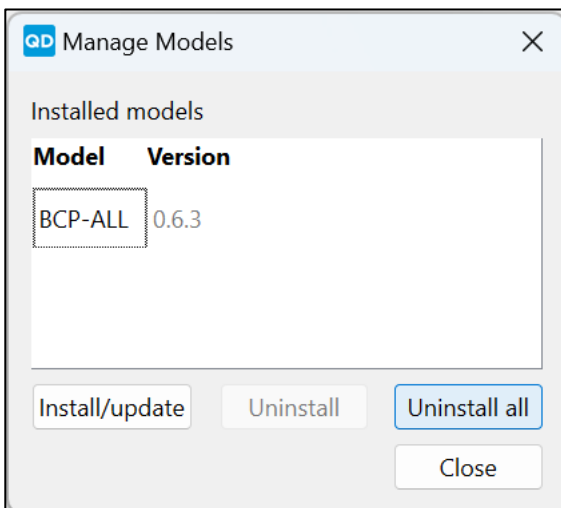 QD Manage Models
Installed models
Model Version
BCP-ALL 0.6.3
Install/update Uninstall Uninstall all
Close